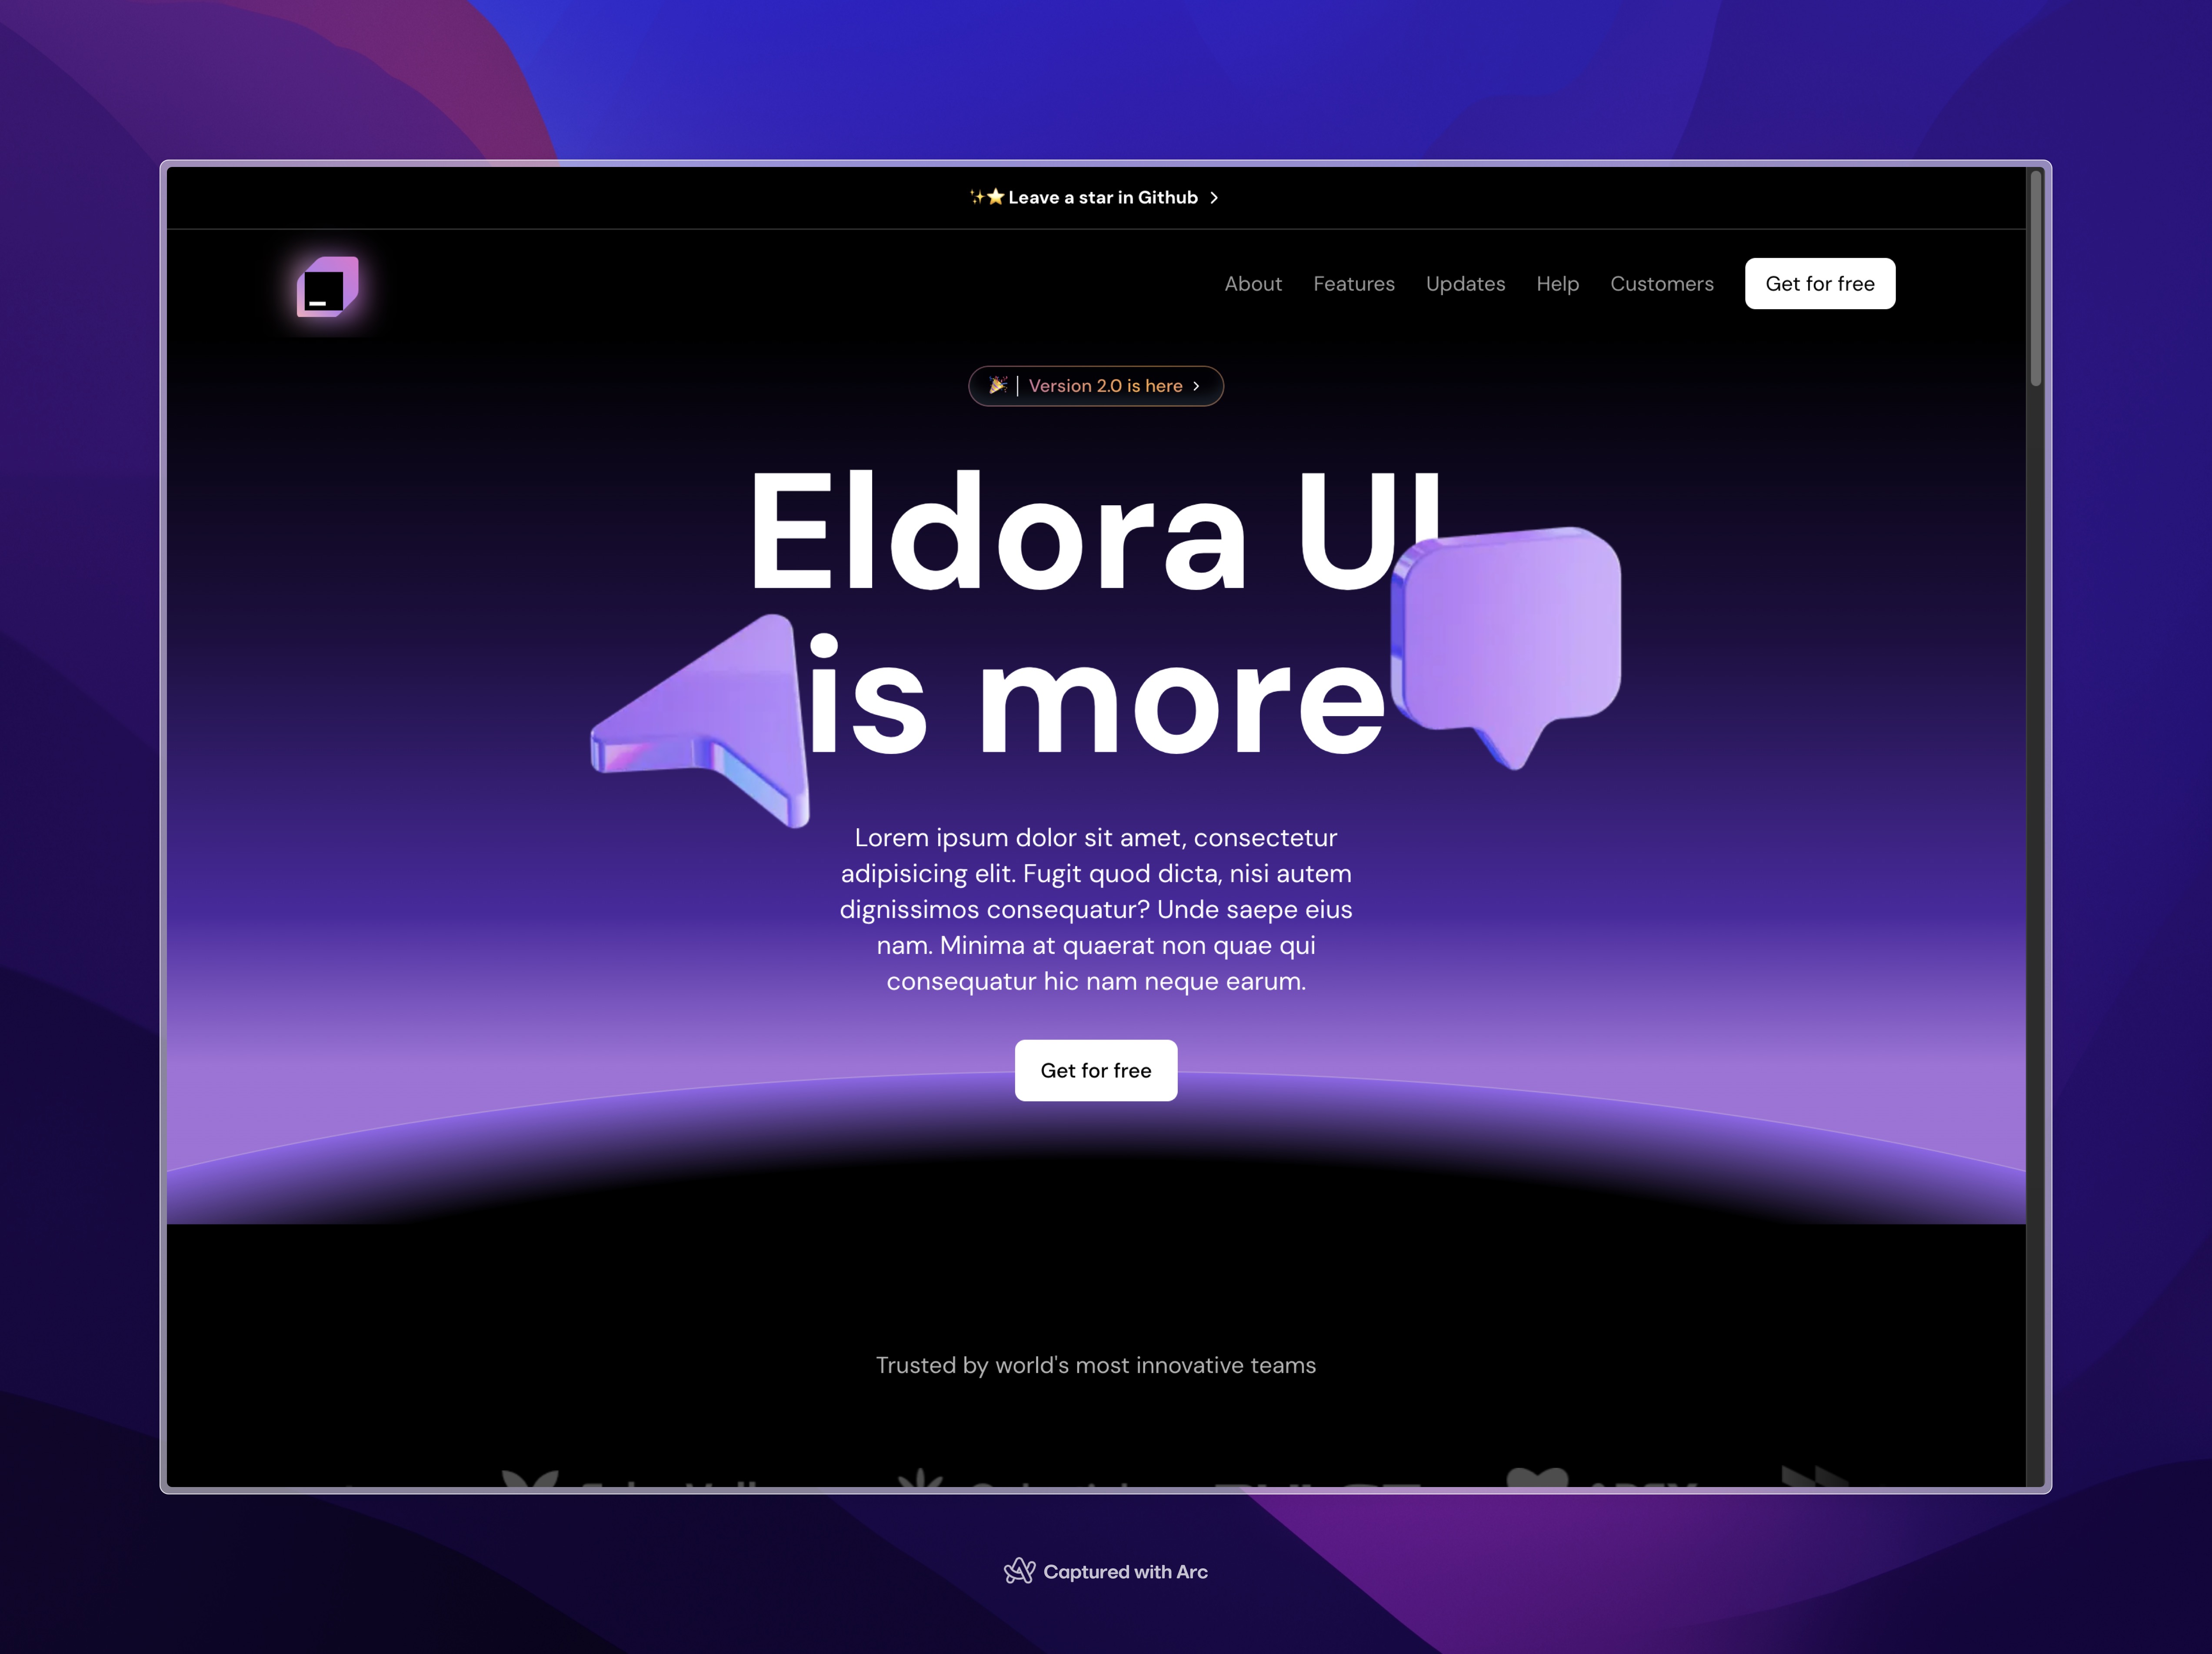 ✨⭐ Leave a star in Github >
About Features Updates Help Customers Get for free
🎉 | Version 2.0 is here >
Eldora UI
is more
Lorem ipsum dolor sit amet, consectetur
adipisicing elit. Fugit quod dicta, nisi autem
dignissimos consequatur? Unde saepe eius
nam. Minima at quaerat non quae qui
consequatur hic nam neque earum.
Get for free
Trusted by world's most innovative teams
Captured with Arc